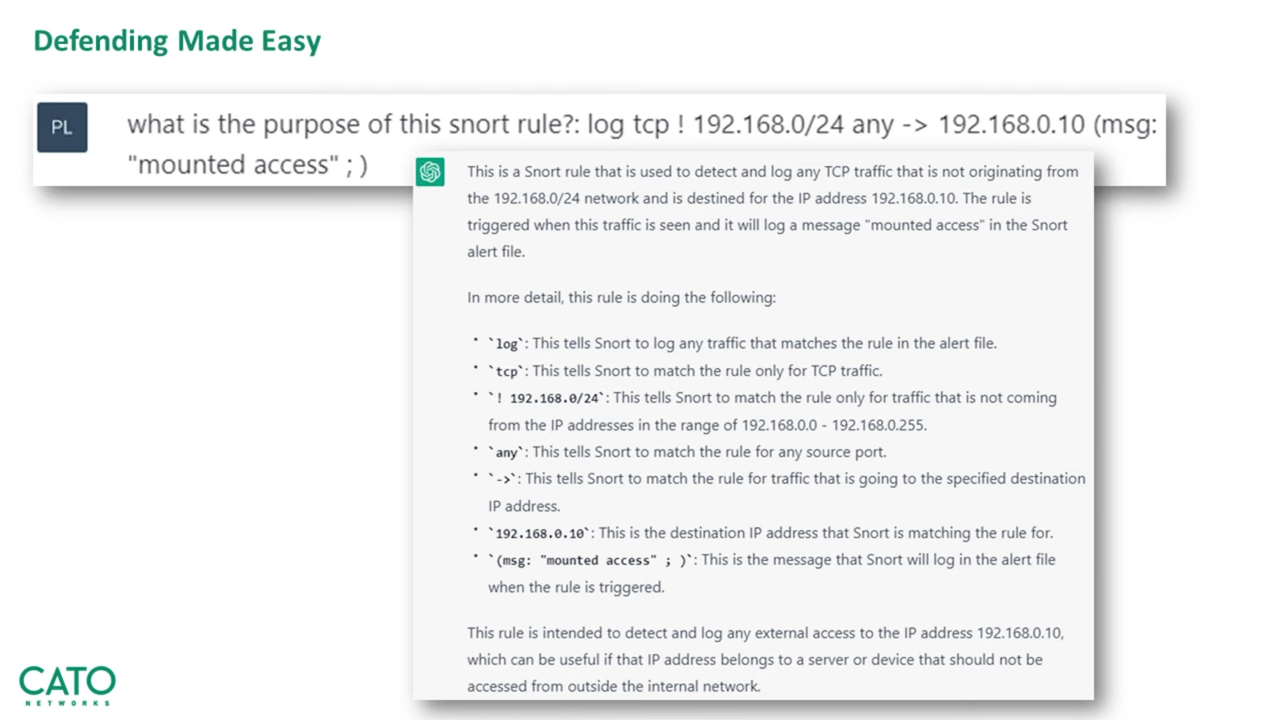 Defending Made Easy
PL
what is the purpose of this snort rule?: log tcp ! 192.168.0/24 any -> 192.168.0.10 (msg:
"mounted access" ; )
This is a Snort rule that is used to detect and log any TCP traffic that is not originating from
the 192.168.0/24 network and is destined for the IP address 192.168.0.10. The rule is
triggered when this traffic is seen and it will log a message "mounted access" in the Snort
alert file.
In more detail, this rule is doing the following:
• `log`: This tells Snort to log any traffic that matches the rule in the alert file.
• `tcp`: This tells Snort to match the rule only for TCP traffic.
• `! 192.168.0/24`: This tells Snort to match the rule only for traffic that is not coming
from the IP addresses in the range of 192.168.0.0 - 192.168.0.255.
• `any`: This tells Snort to match the rule for any source port.
• `->`: This tells Snort to match the rule for traffic that is going to the specified destination
IP address.
• `192.168.0.10`: This is the destination IP address that Snort is matching the rule for.
• `(msg: "mounted access" ; )`: This is the message that Snort will log in the alert file
when the rule is triggered.
This rule is intended to detect and log any external access to the IP address 192.168.0.10,
which can be useful if that IP address belongs to a server or device that should not be
accessed from outside the internal network.
CATO
NETWORKS